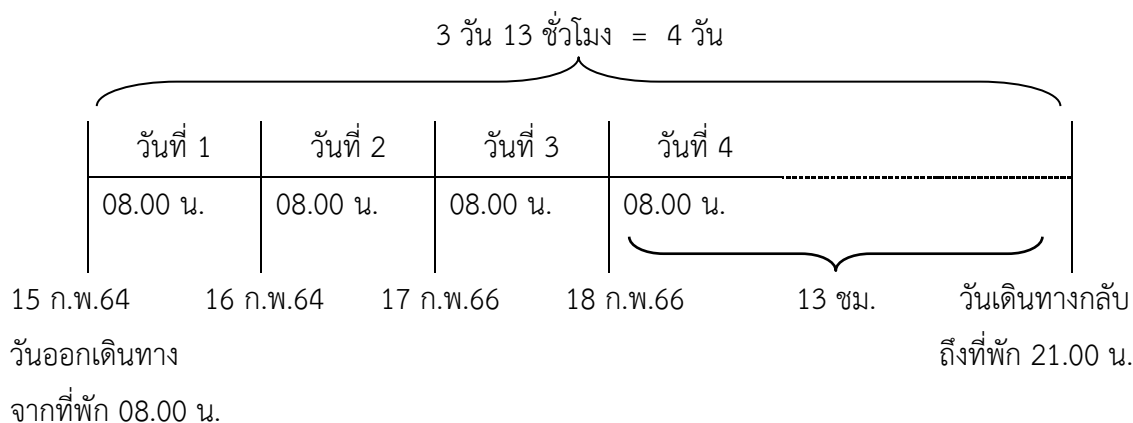 3 วัน 13 ชั่วโมง = 4 วัน
วันที่ 1 วันที่ 2 วันที่ 3 วันที่ 4
08.00 น. 08.00 น. 08.00 น. 08.00 น.
15 ก.พ.64 16 ก.พ.64 17 ก.พ.66 18 ก.พ.66 13 ชม. วันเดินทางกลับ
วันออกเดินทาง ถึงที่พัก 21.00 น.
จากที่พัก 08.00 น.